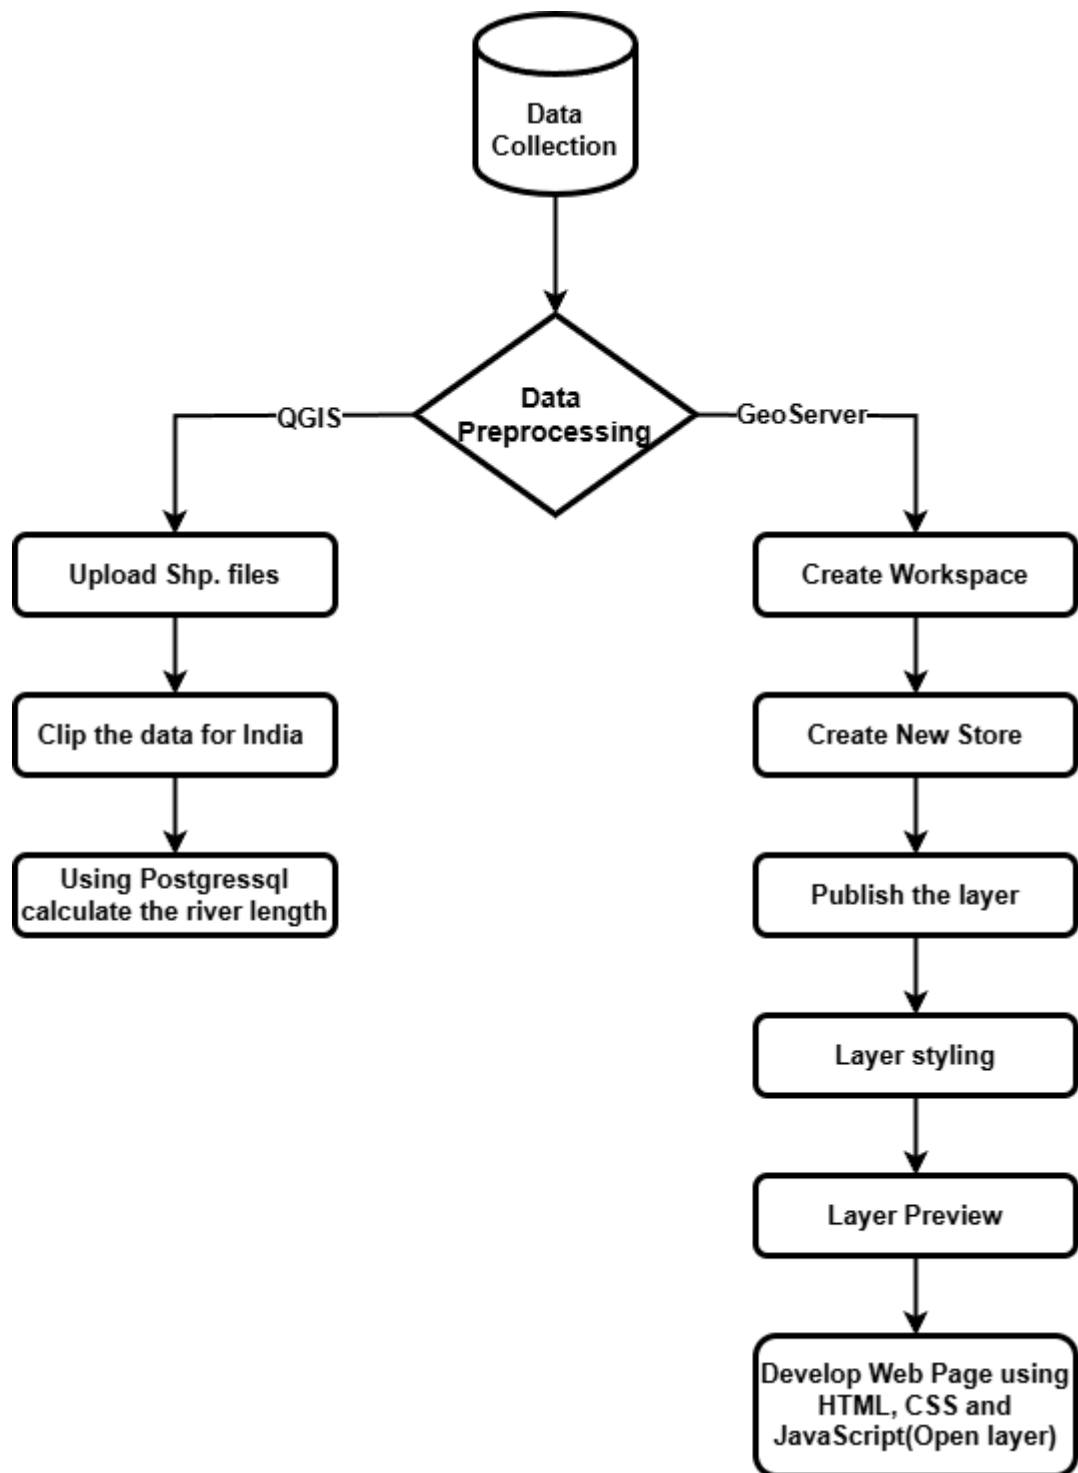 Data
Collection
Data
Preprocessing
QGIS
GeoServer
Upload Shp. files
Clip the data for India
Using Postgressql
calculate the river length
Create Workspace
Create New Store
Publish the layer
Layer styling
Layer Preview
Develop Web Page using
HTML, CSS and
JavaScript(Open layer)